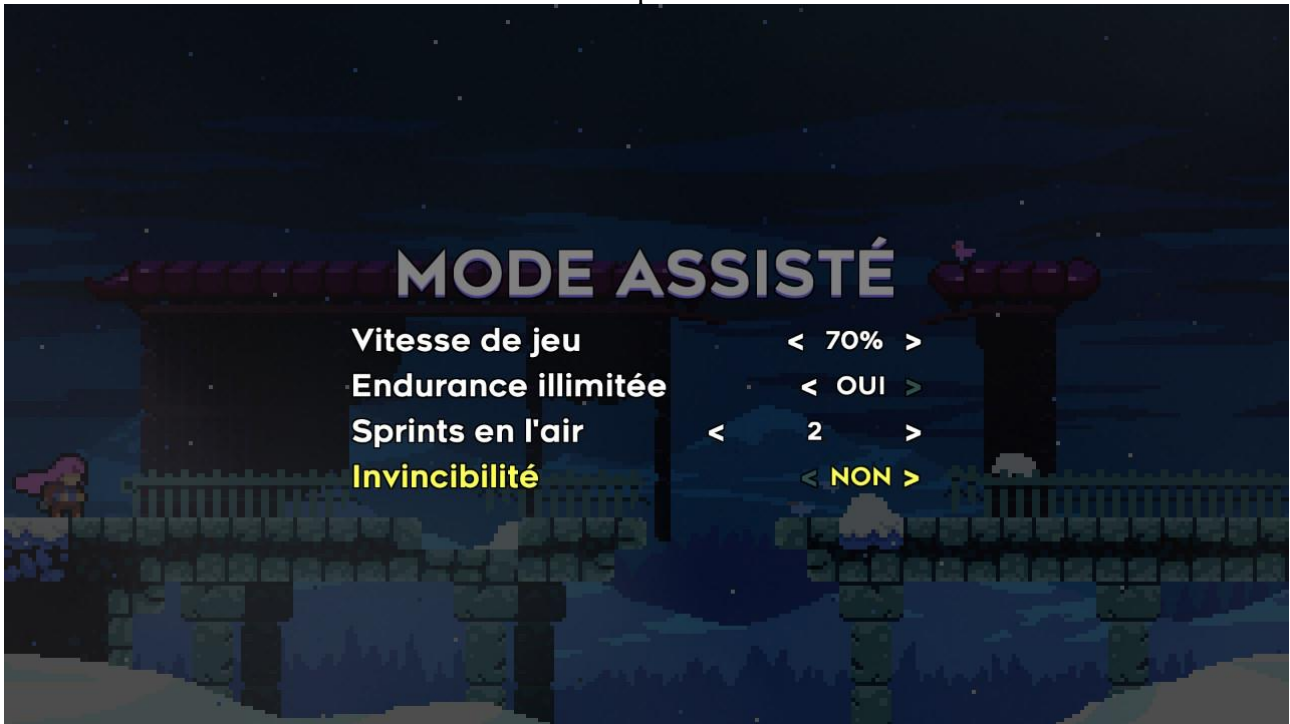 MODE ASSISTÉ
Vitesse de jeu < 70% >
Endurance illimitée < OUI >
Sprints en l'air < 2 >
Invincibilité < NON >